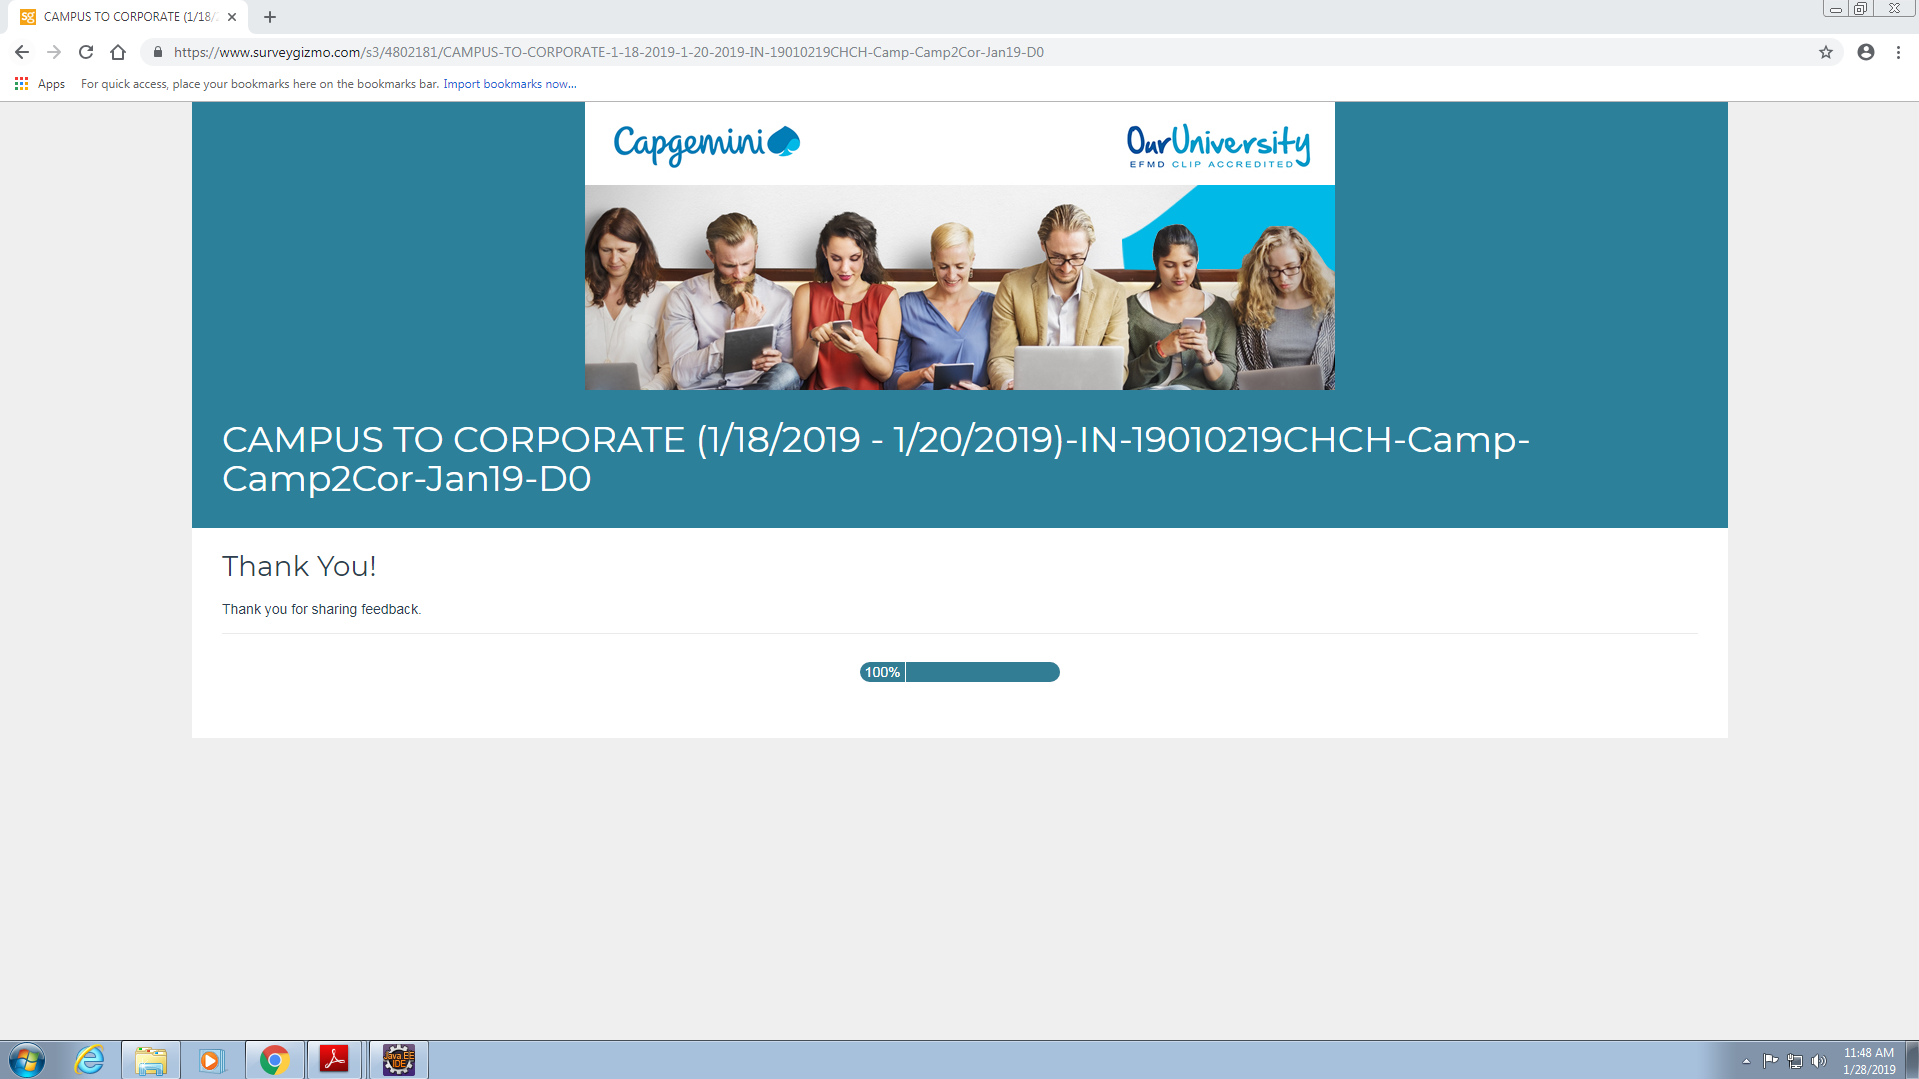 CAMPUS TO CORPORATE (1/18/
https://www.surveygizmo.com/s3/4802181/CAMPUS-TO-CORPORATE-1-18-2019-1-20-2019-IN-19010219CHCH-Camp-Camp2Cor-Jan19-D0
Apps For quick access, place your bookmarks here on the bookmarks bar. Import bookmarks now...
Capgemini
OurUniversity
EFMD CLIP ACCREDITED
CAMPUS TO CORPORATE (1/18/2019 - 1/20/2019)-IN-19010219CHCH-Camp-
Camp2Cor-Jan19-D0
Thank You!
Thank you for sharing feedback.
100%
Java EE
IDE
11:48 AM
1/28/2019